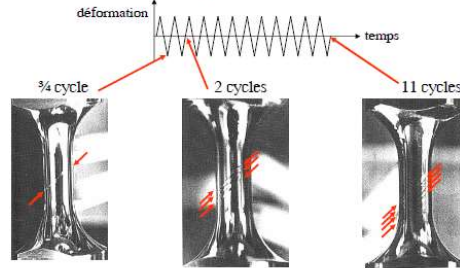 déformation
temps
¾ cycle
2 cycles
11 cycles